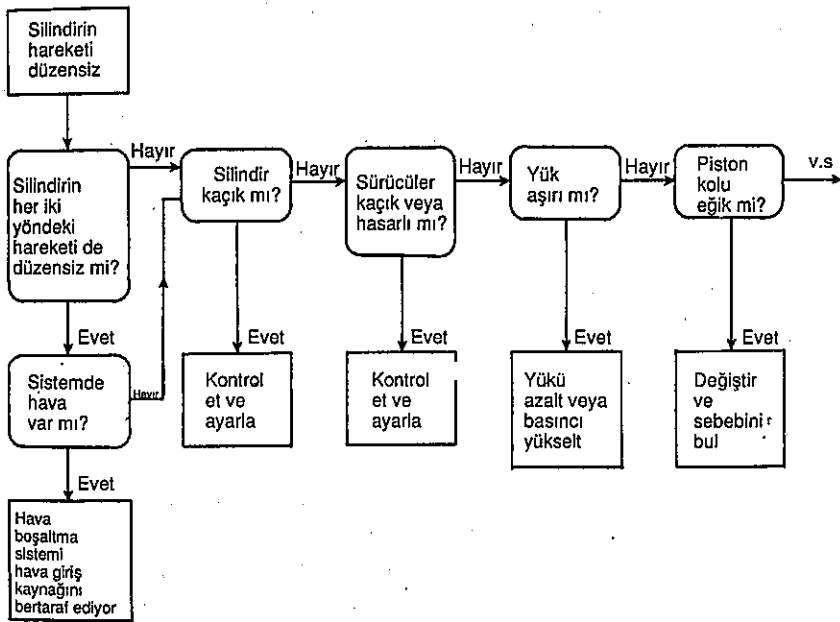 Silindirin
hareketi
düzensiz
Silindirin
her iki
yöndeki
hareketi de
düzensiz mi?
Hayır
Silindir
kaçık mı?
Hayır
Sürücüler
kaçık veya
hasarlı mı?
Hayır
Yük
aşırı mı?
Hayır
Piston
kolu
eğik mi?
v.s
Evet
Sistemde
hava
var mı?
Hayır
Evet
Kontrol
et ve
ayarla
Evet
Kontrol
et ve
ayarla
Evet
Yükü
azalt veya
basıncı
yükselt
Evet
Değiştir
ve
sebebini
bul
Evet
Hava
boşaltma
sistemi
hava giriş
kaynağını
bertaraf ediyor